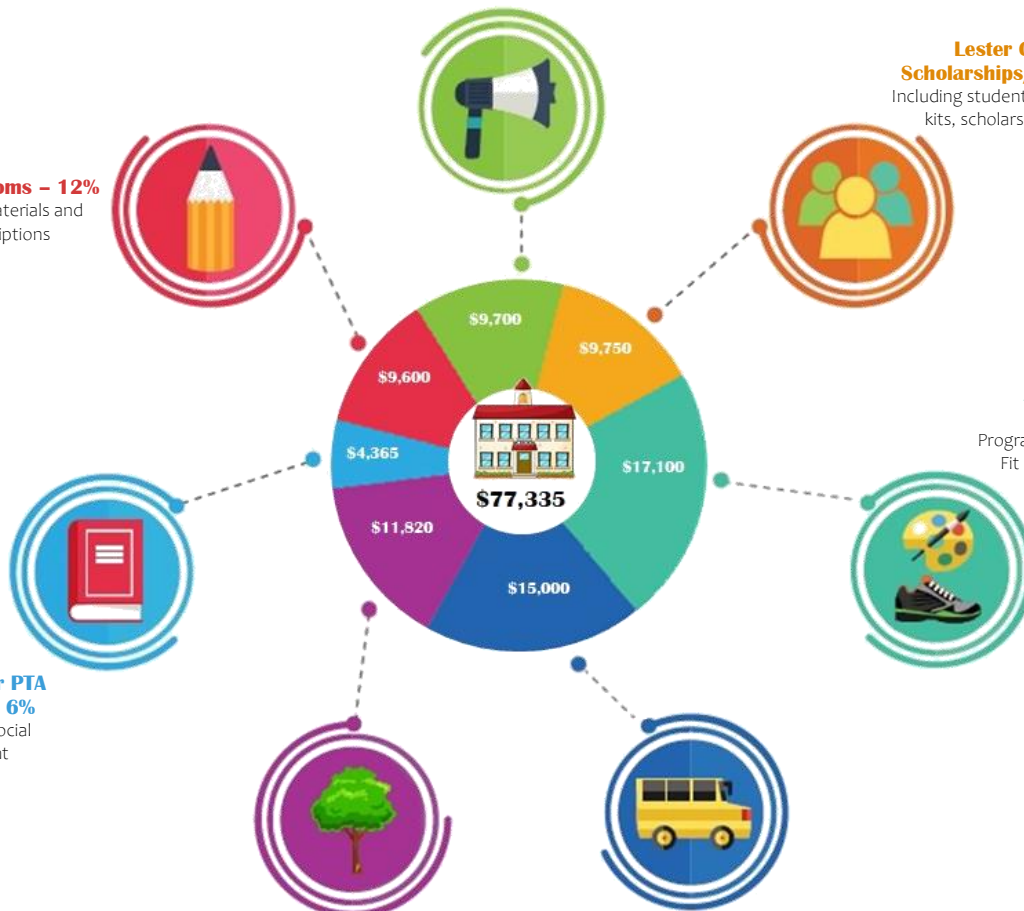 Lester
Scholarships,
Including student
kits, scholars
oms – 12%
aterials and
iptions
$9,700
$9,750
$9,600
$4,365
$17,100
$77,335
$11,820
$15,000
Progra
Fit
r PTA
6%
ocial
nt